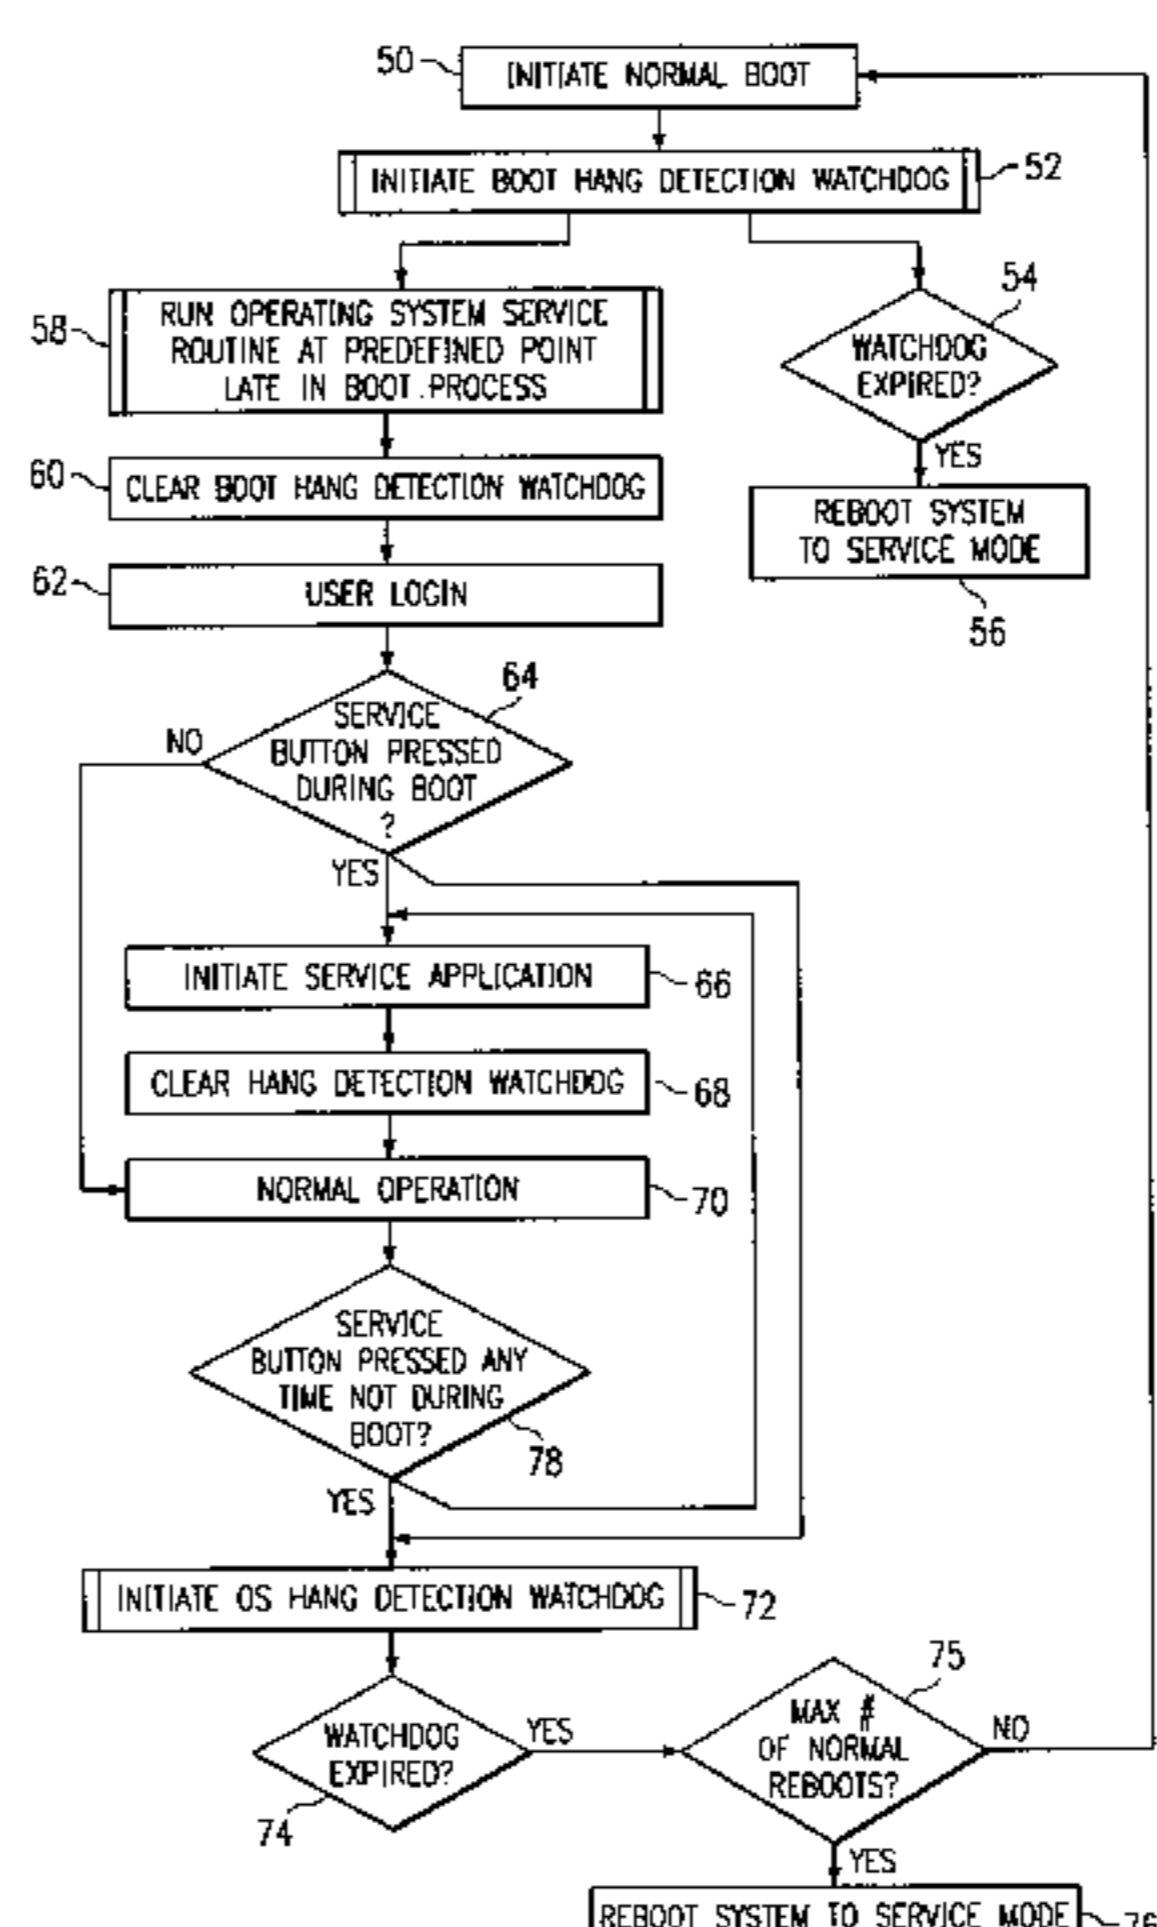 50
INITIATE NORMAL BOOT
INITIATE BOOT HANG DETECTION WATCHDOG
52
54
58
RUN OPERATING SYSTEM SERVICE
ROUTINE AT PREDEFINED POINT
LATE IN BOOT PROCESS
WATCHDOG
EXPIRED?
YES
60
CLEAR BOOT HANG DETECTION WATCHDOG
REBOOT SYSTEM
TO SERVICE MODE
56
62
USER LOGIN
64
SERVICE
BUTTON PRESSED
DURING BOOT
?
NO
YES
INITIATE SERVICE APPLICATION
66
CLEAR HANG DETECTION WATCHDOG
68
NORMAL OPERATION
70
SERVICE
BUTTON PRESSED ANY
TIME NOT DURING
BOOT?
78
YES
INITIATE OS HANG DETECTION WATCHDOG
72
WATCHDOG
EXPIRED?
74
YES
75
MAX #
OF NORMAL
REBOOTS?
NO
YES
REBOOT SYSTEM TO SERVICE MODE
76